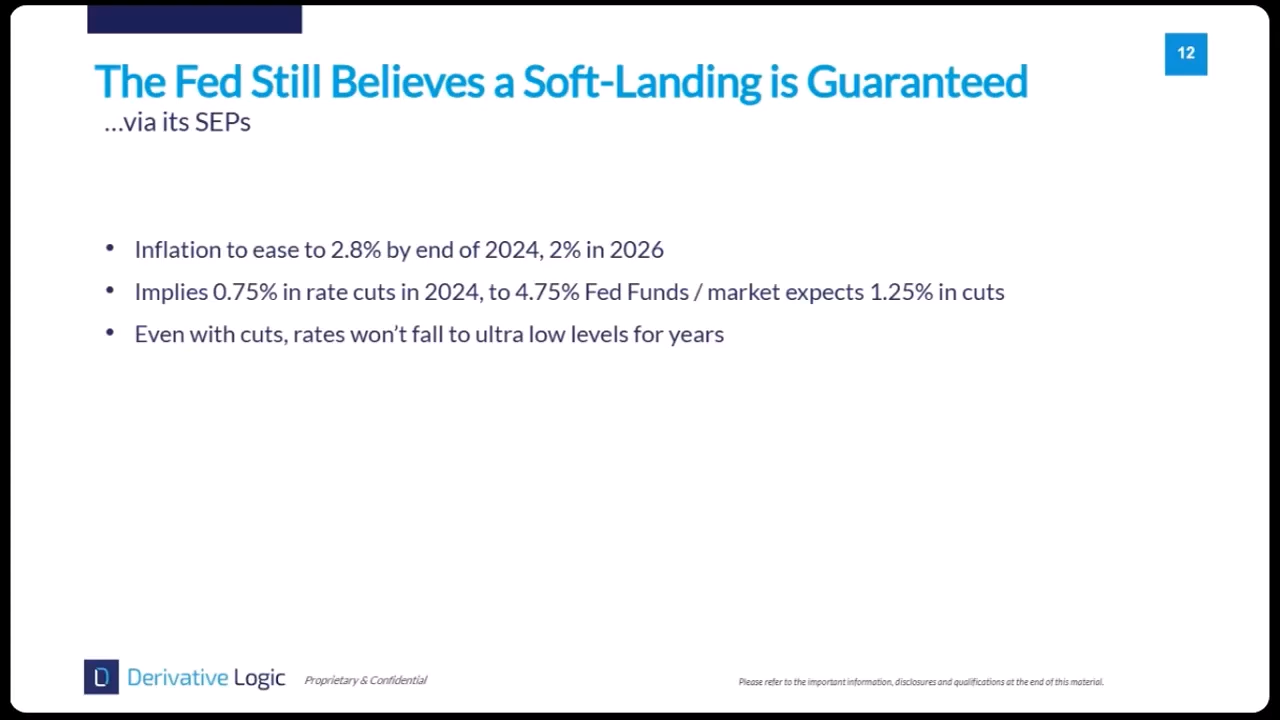 12
The Fed Still Believes a Soft-Landing is Guaranteed
...via its SEPs
• Inflation to ease to 2.8% by end of 2024, 2% in 2026
• Implies 0.75% in rate cuts in 2024, to 4.75% Fed Funds / market expects 1.25% in cuts
• Even with cuts, rates won’t fall to ultra low levels for years
D Derivative Logic Proprietary & Confidential
Please refer to the important information, disclosures and qualifications at the end of this material.